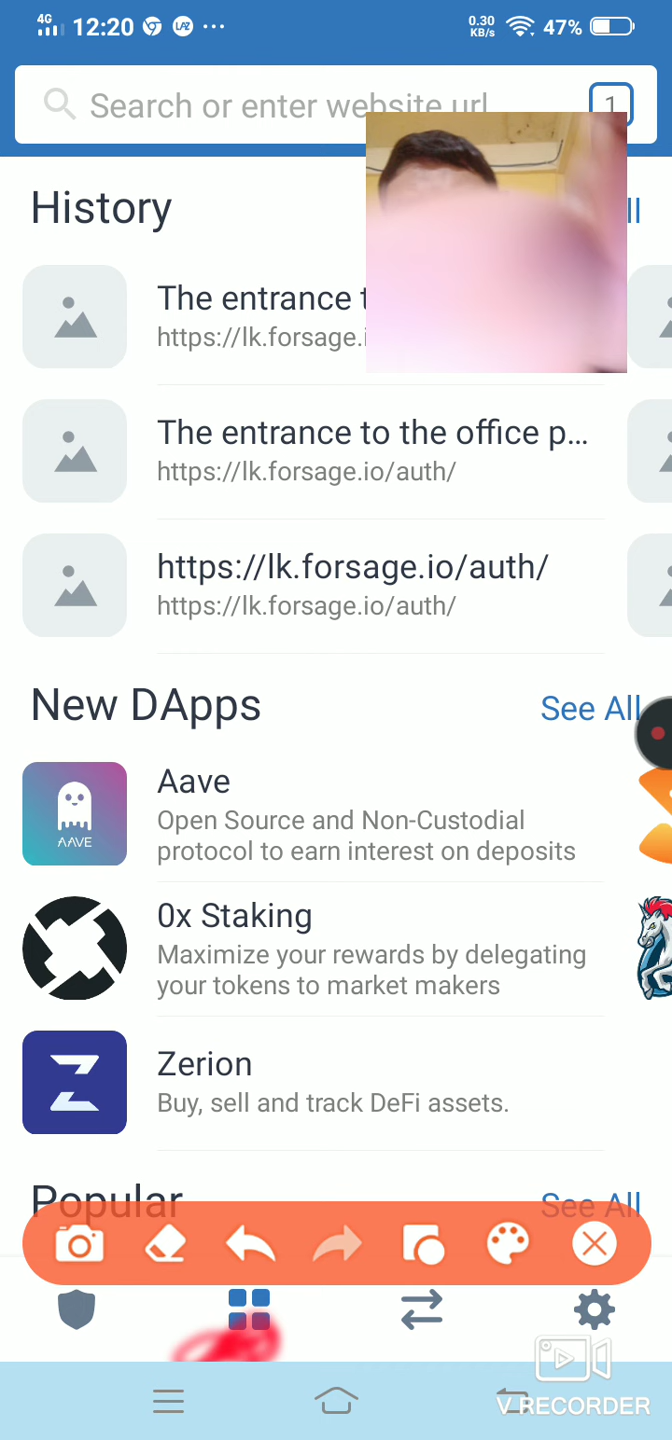 4G 12:20 LAZ 0.30 KB/s 47%
Search or enter website url 1
History
The entrance
https://lk.forsage.i
The entrance to the office p...
https://lk.forsage.io/auth/
https://lk.forsage.io/auth/
https://lk.forsage.io/auth/
New DApps See All
Aave
AAVE
Open Source and Non-Custodial
protocol to earn interest on deposits
0x Staking
Maximize your rewards by delegating
your tokens to market makers
Zerion
Buy, sell and track DeFi assets.
Popular See All
V.RECORDER